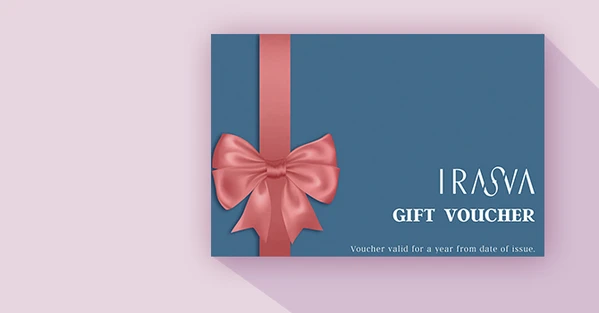 IRASVA
GIFT VOUCHER
Voucher valid for a year from date of issue.